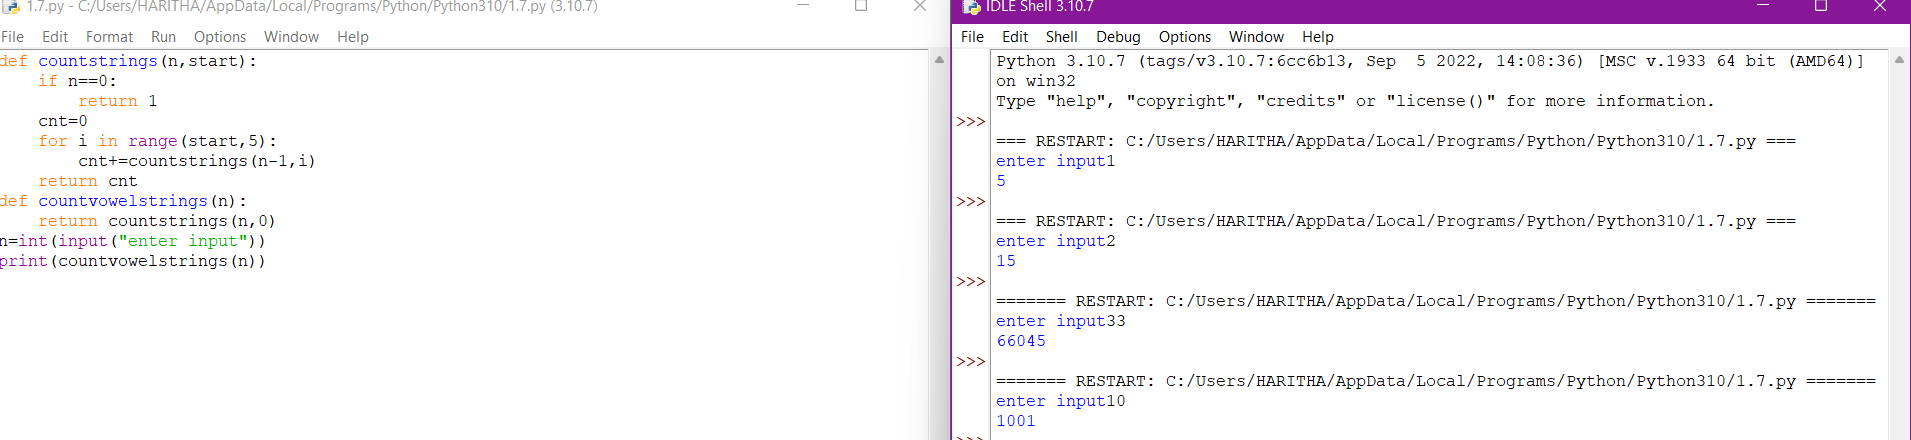 1.7.py - C:/Users/HARITHA/AppData/Local/Programs/Python/Python310/1.7.py (3.10.7)
File Edit Format Run Options Window Help
def countstrings(n,start):
    if n==0:
        return 1
    cnt=0
    for i in range(start,5):
        cnt+=countstrings(n-1,i)
    return cnt
def countvowelstrings(n):
    return countstrings(n,0)
n=int(input("enter input"))
print(countvowelstrings(n))
IDLE Shell 3.10.7
File Edit Shell Debug Options Window Help
Python 3.10.7 (tags/v3.10.7:6cc6b13, Sep  5 2022, 14:08:36) [MSC v.1933 64 bit (AMD64)]
on win32
Type "help", "copyright", "credits" or "license()" for more information.
>>>
=== RESTART: C:/Users/HARITHA/AppData/Local/Programs/Python/Python310/1.7.py ===
enter input1
5
>>>
=== RESTART: C:/Users/HARITHA/AppData/Local/Programs/Python/Python310/1.7.py ===
enter input2
15
>>>
======= RESTART: C:/Users/HARITHA/AppData/Local/Programs/Python/Python310/1.7.py =======
enter input33
66045
>>>
======= RESTART: C:/Users/HARITHA/AppData/Local/Programs/Python/Python310/1.7.py =======
enter input10
1001
>>>